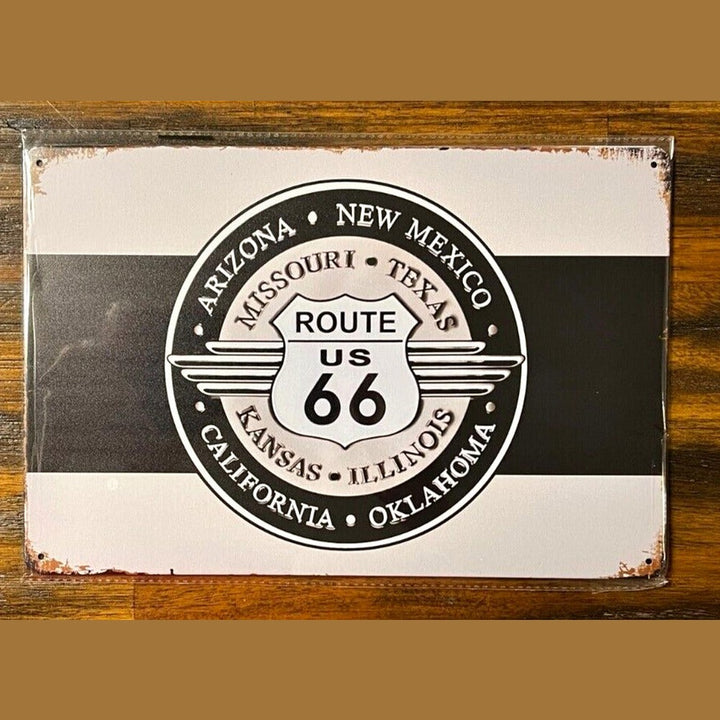 ARIZONA • NEW MEXICO
MISSOURI • TEXAS
ROUTE
US
66
KANSAS • ILLINOIS
CALIFORNIA • OKLAHOMA